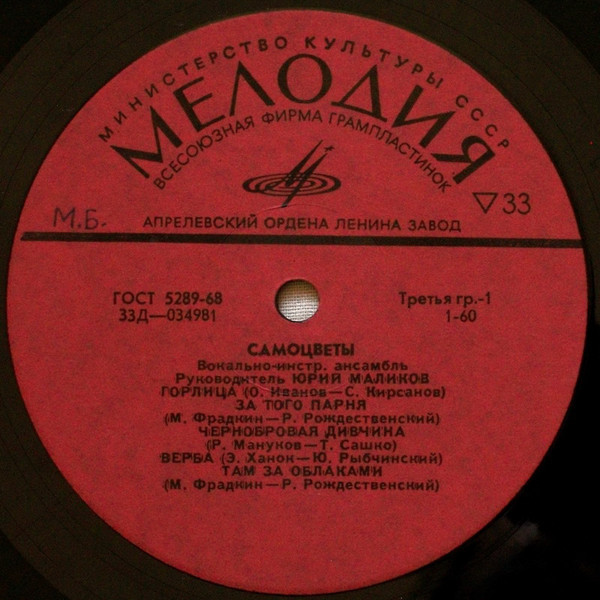 МИНИСТЕРСТВО КУЛЬТУРЫ СССР
МЕЛОДИЯ
ВСЕСОЮЗНАЯ ФИРМА ГРАМПЛАСТИНОК
▽33
М.Б.
АПРЕЛЕВСКИЙ ОРДЕНА ЛЕНИНА ЗАВОД
ГОСТ 5289-68
Третья гр.-1
33Д—034981
1-60
САМОЦВЕТЫ
Вокально-инстр. ансамбль
Руководитель ЮРИЙ МАЛИКОВ
ГОРЛИЦА (О. Иванов—С. Кирсанов)
ЗА ТОГО ПАРНЯ
(М. Фрадкин—Р. Рождественский)
ЧЕРНОБРОВАЯ ДИВЧИНА
(Р. Мануков—Т. Сашко)
ВЕРБА (Э. Ханок—Ю. Рыбчинский)
ТАМ ЗА ОБЛАКАМИ
(М. Фрадкин—Р. Рождественский)